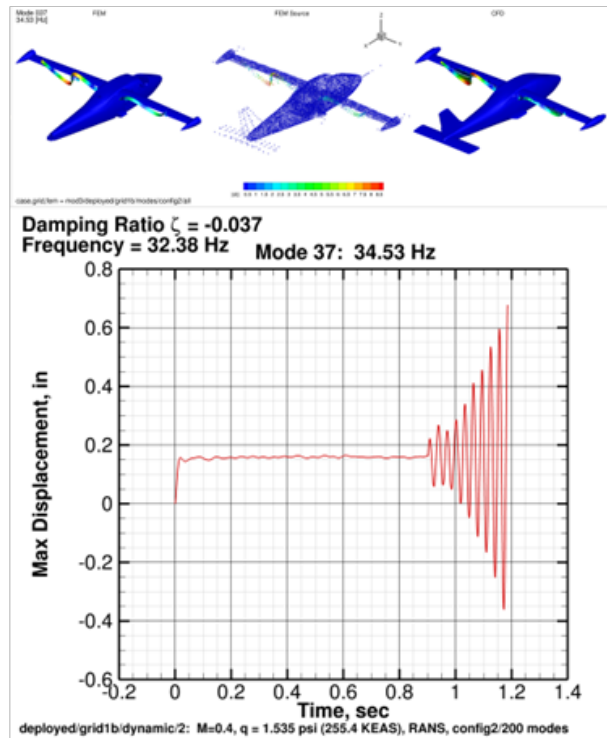 Mode 037
34.53 [Hz]
FEM
FEM Source
CFD
Z
X
Y
case,grid,fem = mod3/deployed/grid1b/modes/config2/all
Damping Ratio ζ = -0.037
Frequency = 32.38 Hz
Mode 37: 34.53 Hz
Max Displacement, in
0.8
0.6
0.4
0.2
0
-0.2
-0.4
-0.6
-0.2
0
0.2
0.4
0.6
0.8
1
1.2
1.4
Time, sec
deployed/grid1b/dynamic/2: M=0.4, q = 1.535 psi (255.4 KEAS), RANS, config2/200 modes